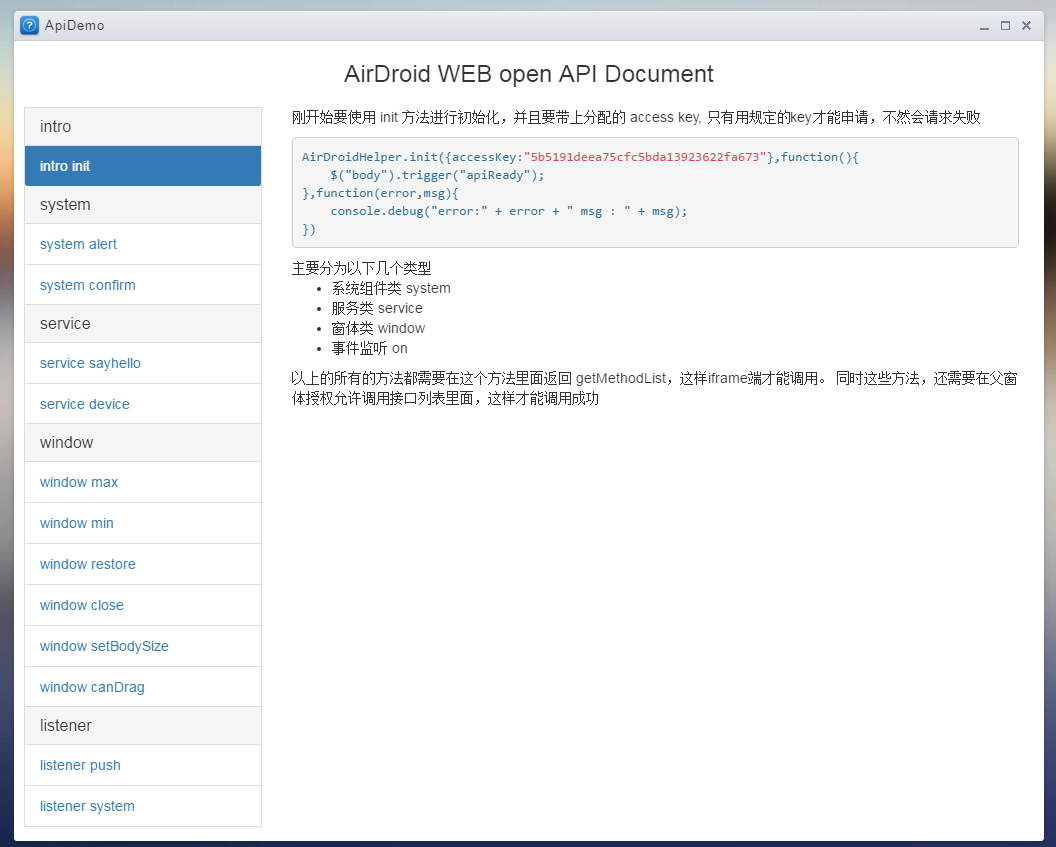 ApiDemo
AirDroid WEB open API Document
intro
intro init
system
system alert
system confirm
service
service sayhello
service device
window
window max
window min
window restore
window close
window setBodySize
window canDrag
listener
listener push
listener system
刚开始要使用 init 方法进行初始化，并且要带上分配的 access key, 只有用规定的key才能申请，不然会请求失败
AirDroidHelper.init({accessKey:"5b5191deea75cfc5bda13923622fa673"},function(){
    $("body").trigger("apiReady");
},function(error,msg){
    console.debug("error:" + error + " msg : " + msg);
})
主要分为以下几个类型
• 系统组件类 system
• 服务类 service
• 窗体类 window
• 事件监听 on
以上的所有的方法都需要在这个方法里面返回 getMethodList，这样iframe端才能调用。 同时这些方法，还需要在父窗
体授权允许调用接口列表里面，这样才能调用成功